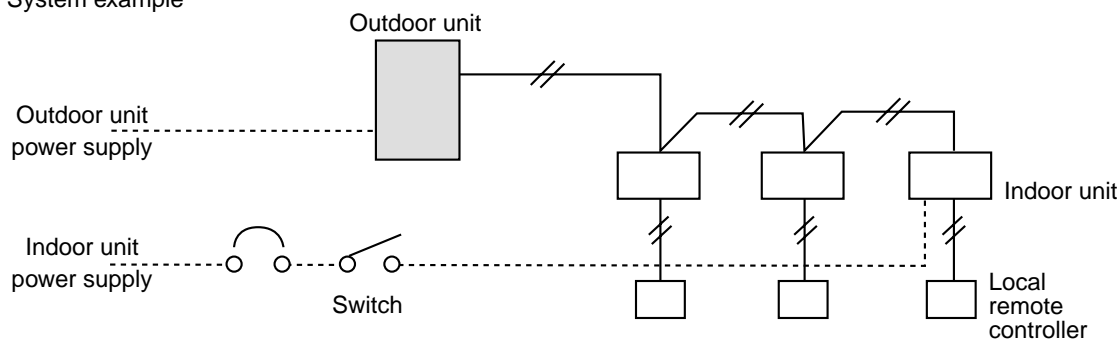 System example
Outdoor unit
Outdoor unit
power supply
Indoor unit
Indoor unit
power supply
Switch
Local
remote
controller